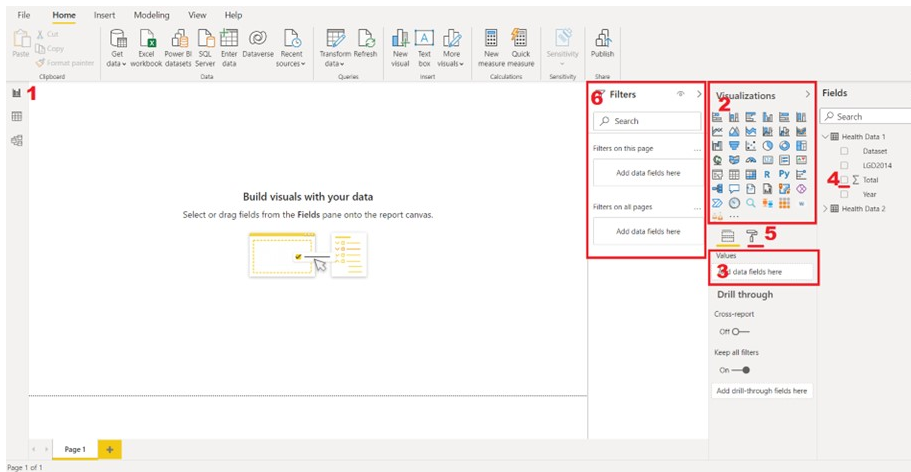 File Home Insert Modeling View Help
Paste
Cut
Copy
Format painter
Clipboard
Get data
Excel workbook
Power BI datasets
SQL Server
Enter data
Dataverse
Recent sources
Data
Transform data
Refresh
Queries
New visual
Text box
More visuals
Insert
New measure
Quick measure
Calculations
Sensitivity
Sensitivity
Publish
Share
1
Build visuals with your data
Select or drag fields from the Fields pane onto the report canvas.
6
Filters
Search
Filters on this page
...
Add data fields here
Filters on all pages
...
Add data fields here
Visualizations
2
R Py
...
5
Values
3
Add data fields here
Drill through
Cross-report
Off
Keep all filters
On
Add drill-through fields here
Fields
Search
Health Data 1
Dataset
LGD2014
4
∑ Total
Year
Health Data 2
Page 1
+
Page 1 of 1